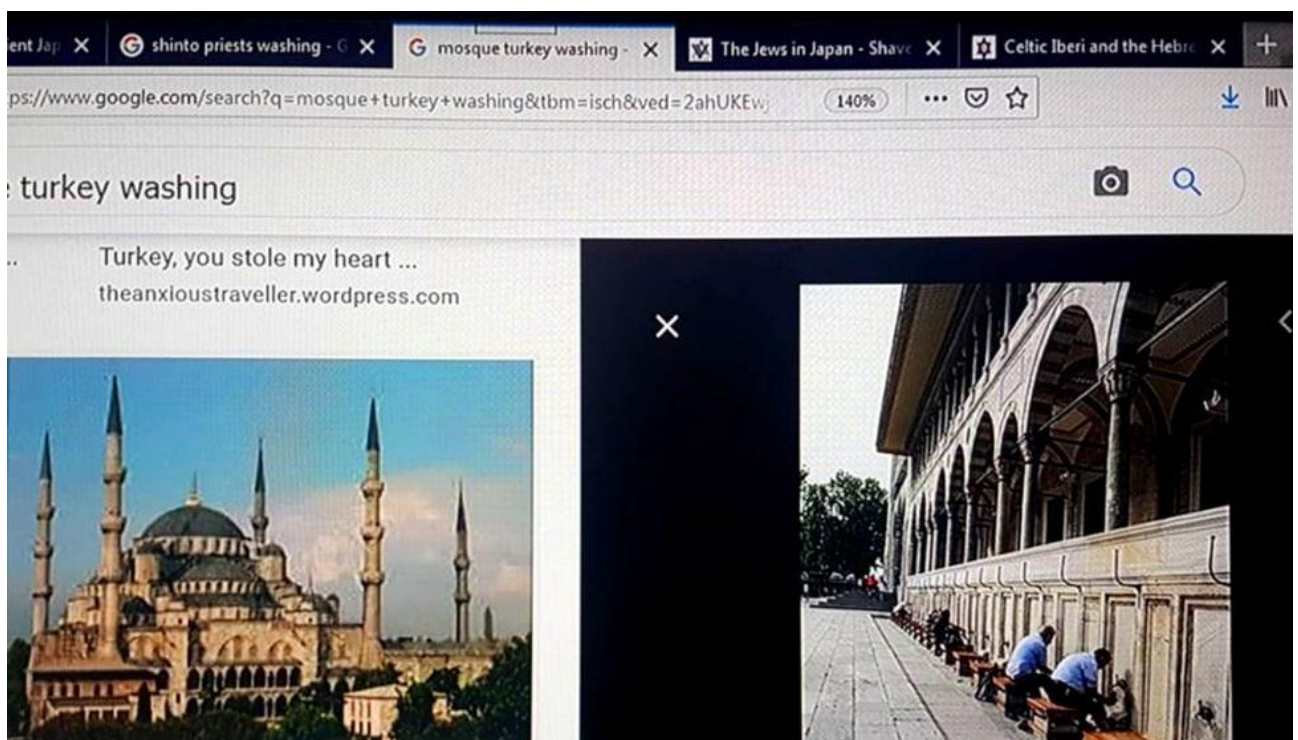 ent Jap
shinto priests washing - G
mosque turkey washing -
The Jews in Japan - Shave
Celtic Iberi and the Hebre
ps://www.google.com/search?q=mosque+turkey+washing&tbm=isch&ved=2ahUKEwj
140%
turkey washing
Turkey, you stole my heart ...
theanxioustraveller.wordpress.com